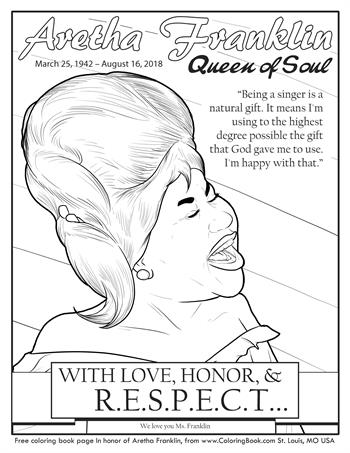 Aretha Franklin
March 25, 1942 – August 16, 2018
Queen of Soul
“Being a singer is a
natural gift. It means I'm
using to the highest
degree possible the gift
that God gave me to use.
I'm happy with that.”
WITH LOVE, HONOR, &
R.E.S.P.E.C.T...
We love you Ms. Franklin
Free coloring book page in honor of Aretha Franklin, from www.ColoringBook.com St. Louis, MO USA